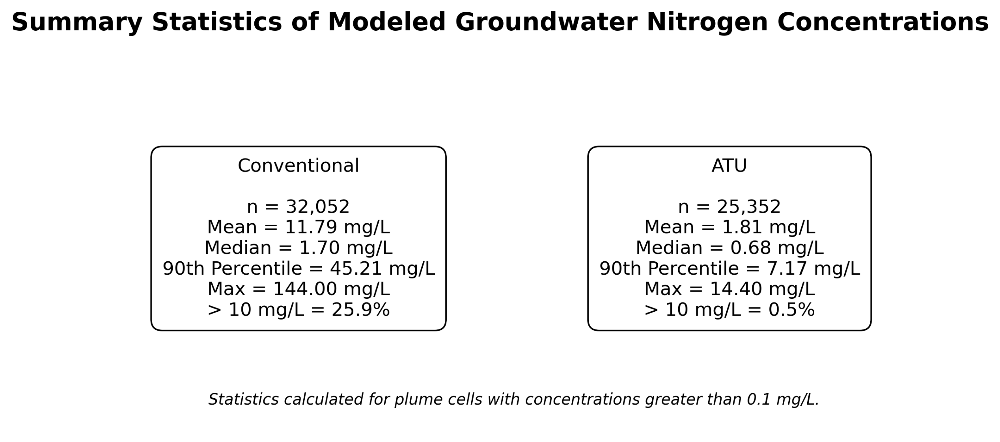 Summary Statistics of Modeled Groundwater Nitrogen Concentrations
Conventional
n = 32,052
Mean = 11.79 mg/L
Median = 1.70 mg/L
90th Percentile = 45.21 mg/L
Max = 144.00 mg/L
> 10 mg/L = 25.9%
ATU
n = 25,352
Mean = 1.81 mg/L
Median = 0.68 mg/L
90th Percentile = 7.17 mg/L
Max = 14.40 mg/L
> 10 mg/L = 0.5%
Statistics calculated for plume cells with concentrations greater than 0.1 mg/L.